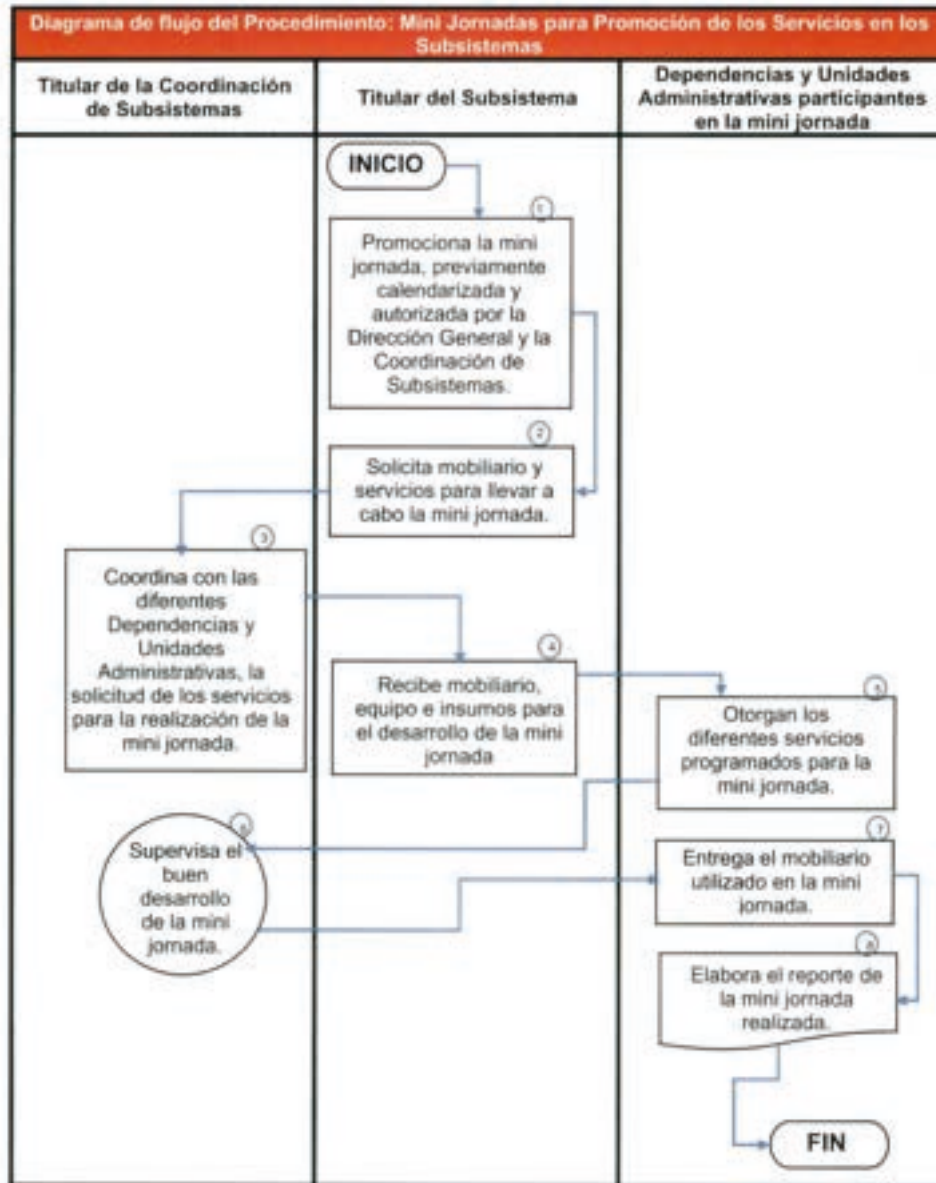 Diagrama de flujo del Procedimiento: Mini Jornadas para Promoción de los Servicios en los
Subsistemas
Titular de la Coordinación
de Subsistemas
Titular del Subsistema
Dependencias y Unidades
Administrativas participantes
en la mini jornada
INICIO
1
Promociona la mini
jornada, previamente
calendarizada y
autorizada por la
Dirección General y la
Coordinación de
Subsistemas.
2
Solicita mobiliario y
servicios para llevar a
cabo la mini jornada.
3
Coordina con las
diferentes
Dependencias y
Unidades
Administrativas, la
solicitud de los servicios
para la realización de la
mini jornada.
4
Recibe mobiliario,
equipo e insumos para
el desarrollo de la mini
jornada
5
Otorgan los
diferentes servicios
programados para la
mini jornada.
Supervisa el
buen
desarrollo
de la mini
jornada.
7
Entrega el mobiliario
utilizado en la mini
jornada.
Elabora el reporte de
la mini jornada
realizada.
FIN